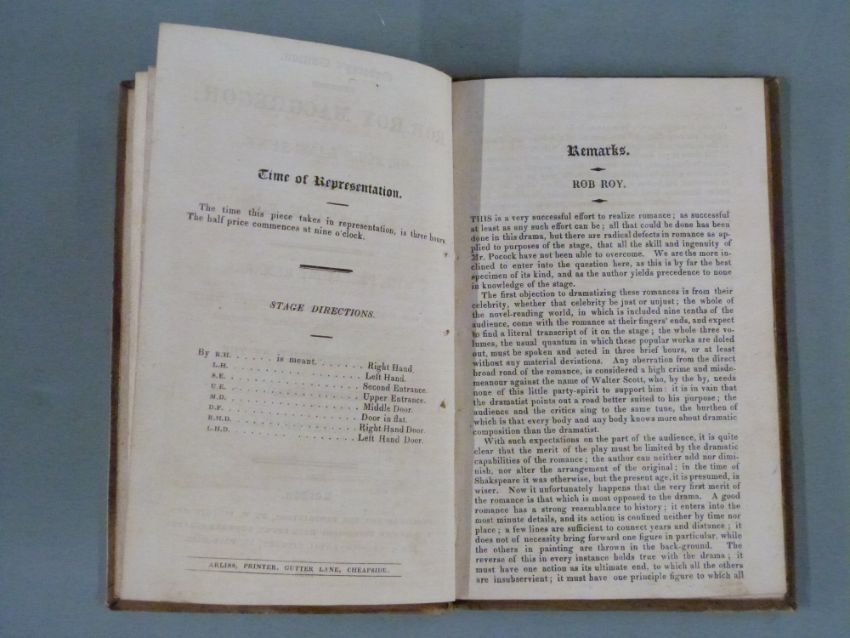 Time of Representation.
The time this piece takes in representation, is three hours.
The half price commences at nine o'clock.
STAGE DIRECTIONS.
By R.H. . . . . . . is meant. . . . . . . Right Hand.
L.H. . . . . . . . . . . . . . . . . . Left Hand.
S.E. . . . . . . . . . . . . . . . . . Second Entrance.
U.E. . . . . . . . . . . . . . . . . . Upper Entrance.
M.D. . . . . . . . . . . . . . . . . . Middle Door.
D.F. . . . . . . . . . . . . . . . . . Door in flat.
R.H.D. . . . . . . . . . . . . . . . . Right Hand Door.
L.H.D. . . . . . . . . . . . . . . . . Left Hand Door.
ARLISS, PRINTER, GUTTER LANE, CHEAPSIDE.
Remarks.
ROB ROY.
THIS is a very successful effort to realize romance; as successful
at least as any such effort can be; all that could be done has been
done in this drama, but there are radical defects in romance as ap-
plied to purposes of the stage, that all the skill and ingenuity of
Mr. Pocock have not been able to overcome. We are the more in-
clined to enter into the question here, as this is by far the best
specimen of its kind, and as the author yields precedence to none
in knowledge of the stage.
The first objection to dramatizing these romances is from their
celebrity, whether that celebrity be just or unjust; the whole of
the novel-reading world, in which is included nine tenths of the
audience, come with the romance at their fingers' ends, and expect
to find a literal transcript of it on the stage; the whole three vo-
lumes, the usual quantum in which these popular works are doled
out, must be spoken and acted in three brief hours, or at least
without any material deviations. Any aberration from the direct
broad road of the romance, is considered a high crime and misde-
meanour against the name of Walter Scott, who, by the by, needs
none of this little party-spirit to support him: it is in vain that
the dramatist points out a road better suited to his purpose; the
audience and the critics sing to the same tune, the burthen of
which is that every body and any body knows more about dramatic
composition than the dramatist.
With such expectations on the part of the audience, it is quite
clear that the merit of the play must be limited by the dramatic
capabilities of the romance; the author can neither add nor dimi-
nish, nor alter the arrangement of the original; in the time of
Shakspeare it was otherwise, but the present age, it is presumed, is
wiser. Now it unfortunately happens that the very first merit of
the romance is that which is most opposed to the drama. A good
romance has a strong resemblance to history; it enters into the
most minute details, and its action is confined neither by time nor
place; a few lines are sufficient to connect years and distance; it
does not of necessity bring forward one figure in particular, while
the others in painting are thrown in the back-ground. The
reverse of this in every instance holds true with the drama; it
must have one action as its ultimate end, to which all the others
are insubservient; it must have one principle figure to which all